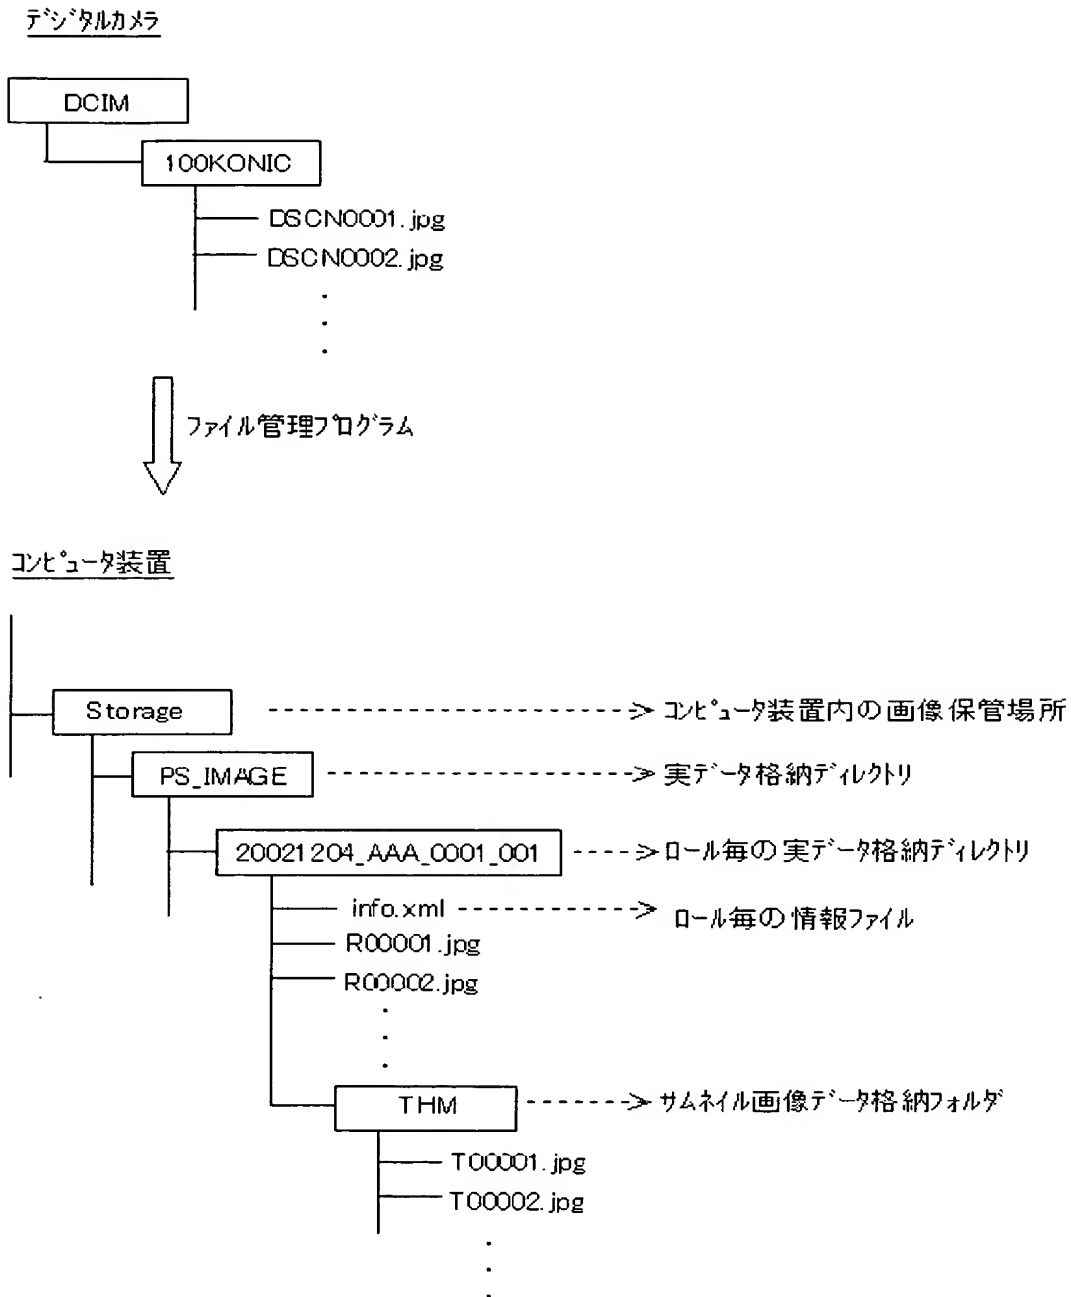 デジタルカメラ
DCIM
100KONIC
DSCN0001.jpg
DSCN0002.jpg
ファイル管理プログラム
コンピュータ装置
Storage
コンピュータ装置内の画像保管場所
PS_IMAGE
実データ格納ディレクトリ
20021204_AAA_0001_001
ロール毎の実データ格納ディレクトリ
info.xml
ロール毎の情報ファイル
R00001.jpg
R00002.jpg
THM
サムネイル画像データ格納フォルダ
T00001.jpg
T00002.jpg